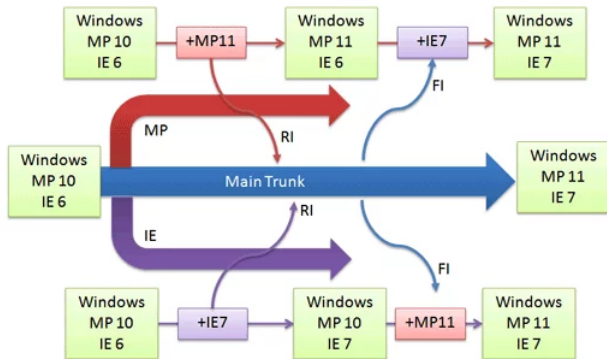 Windows
MP 10
IE 6
+MP11
Windows
MP 11
IE 6
+IE7
Windows
MP 11
IE 7
MP
RI
FI
Windows
MP 10
IE 6
Main Trunk
Windows
MP 11
IE 7
IE
RI
FI
Windows
MP 10
IE 6
+IE7
Windows
MP 10
IE 7
+MP11
Windows
MP 11
IE 7